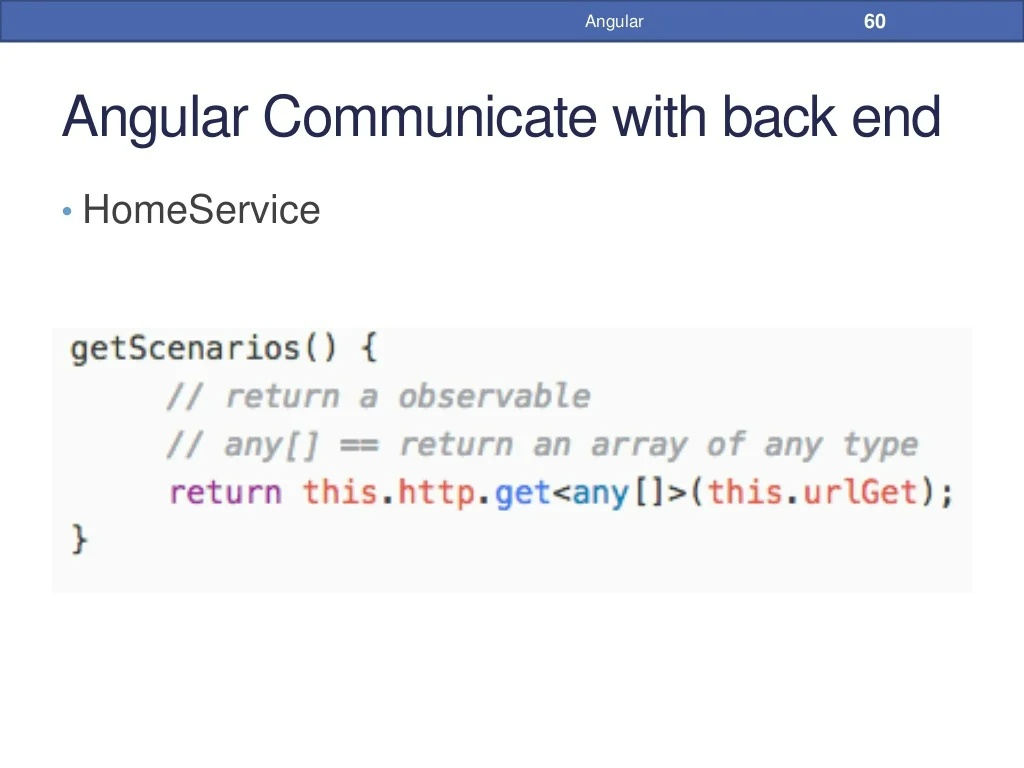 Angular 60
Angular Communicate with back end
• HomeService
getScenarios() {
// return a observable
// any[] == return an array of any type
return this.http.get<any[]>(this.urlGet);
}